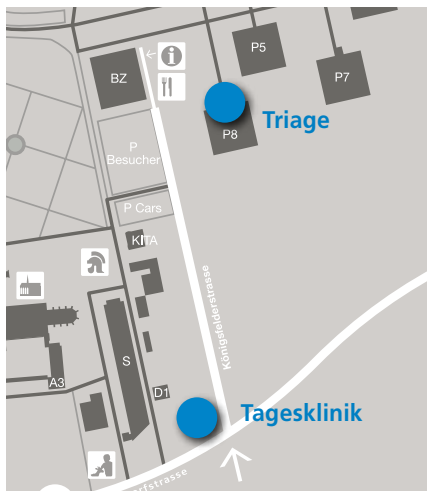 P5
BZ
P7
P8
Triage
P
Besucher
P Cars
KITA
Königsfelderstrasse
S
A3
D1
Tagesklinik